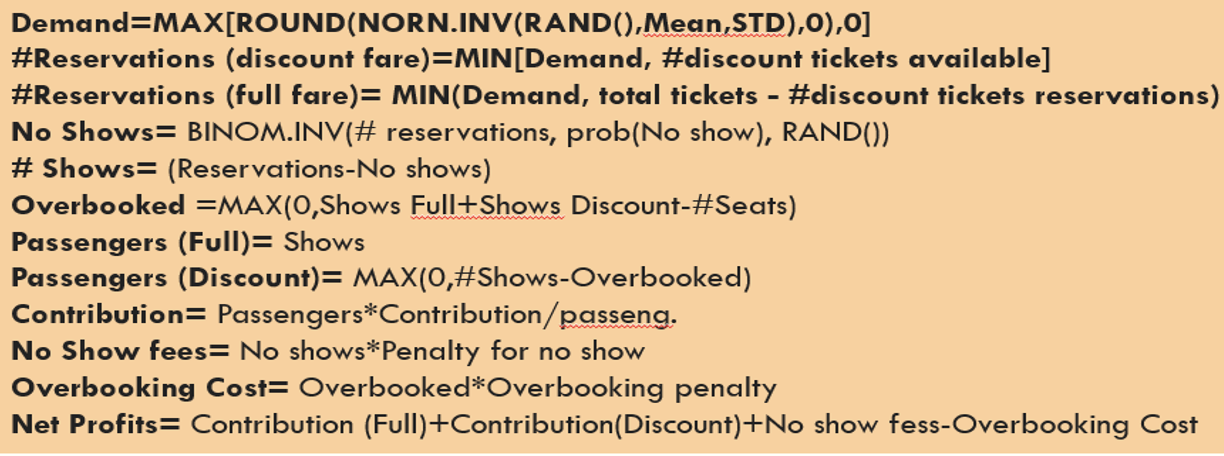 Demand=MAX[ROUND(NORN.INV(RAND(),Mean,STD),0),0]
#Reservations (discount fare)=MIN[Demand, #discount tickets available]
#Reservations (full fare)= MIN(Demand, total tickets - #discount tickets reservations)
No Shows= BINOM.INV(# reservations, prob(No show), RAND())
# Shows= (Reservations-No shows)
Overbooked =MAX(0,Shows Full+Shows Discount-#Seats)
Passengers (Full)= Shows
Passengers (Discount)= MAX(0,#Shows-Overbooked)
Contribution= Passengers*Contribution/passeng.
No Show fees= No shows*Penalty for no show
Overbooking Cost= Overbooked*Overbooking penalty
Net Profits= Contribution (Full)+Contribution(Discount)+No show fess-Overbooking Cost